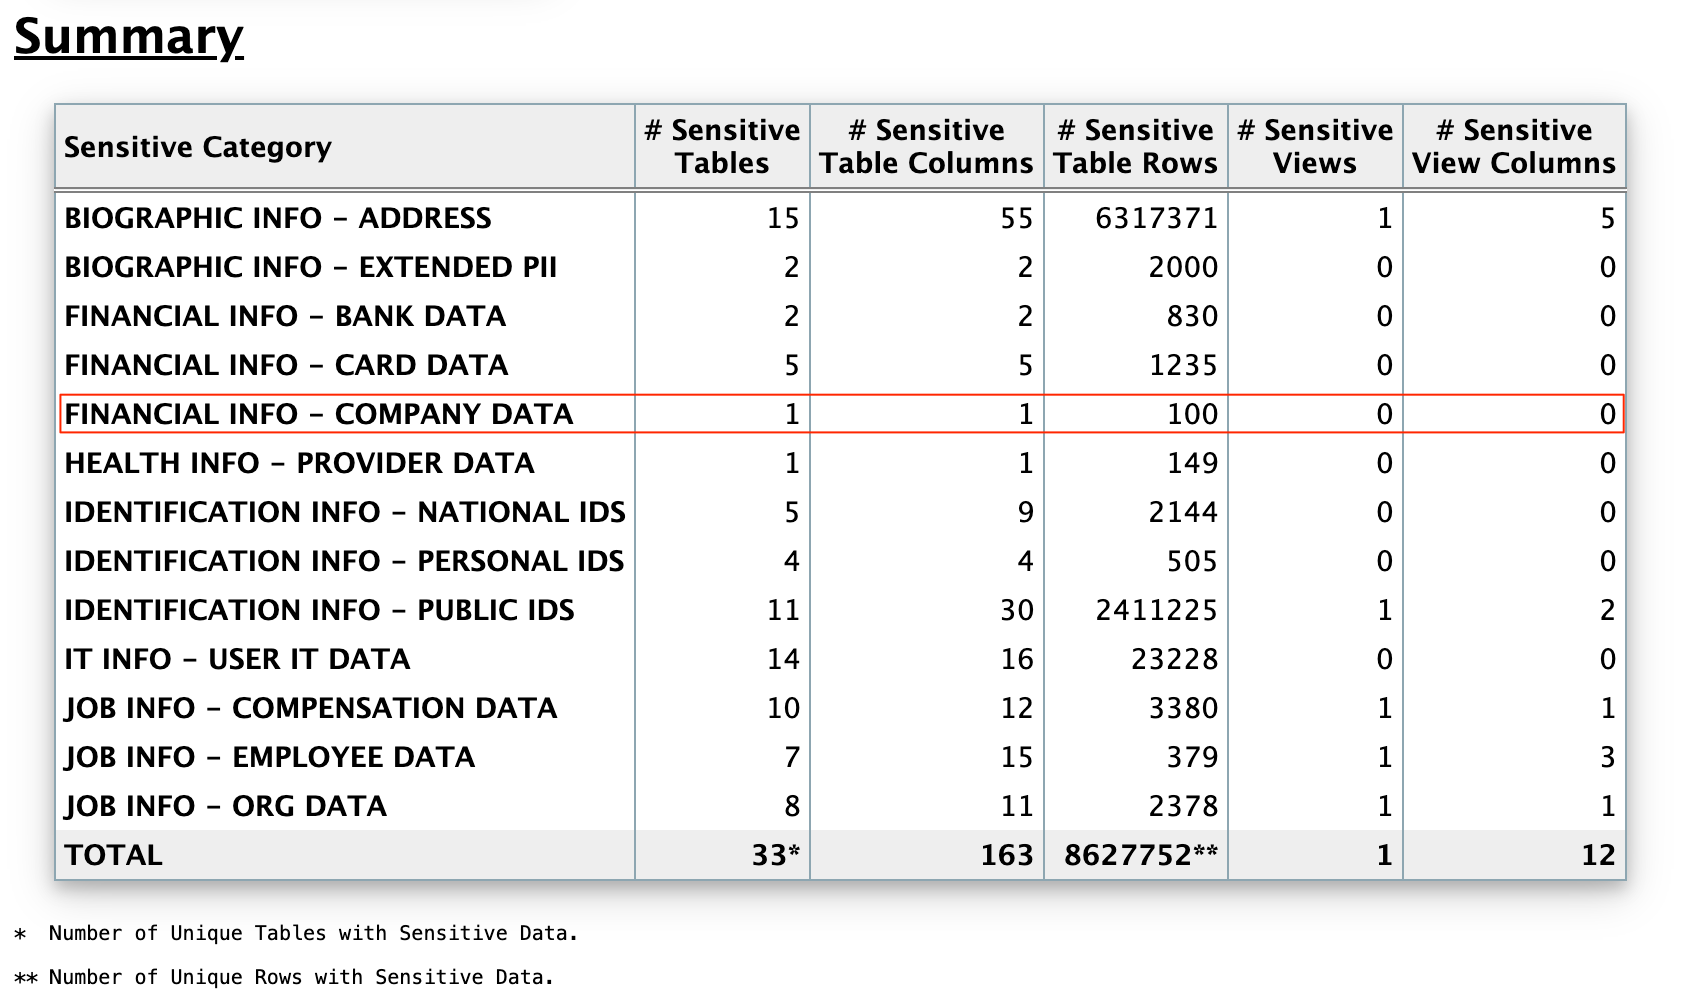 Summary
Sensitive Category # Sensitive Tables # Sensitive Table Columns # Sensitive Table Rows # Sensitive Views # Sensitive View Columns
BIOGRAPHIC INFO – ADDRESS 15 55 6317371 1 5
BIOGRAPHIC INFO – EXTENDED PII 2 2 2000 0 0
FINANCIAL INFO – BANK DATA 2 2 830 0 0
FINANCIAL INFO – CARD DATA 5 5 1235 0 0
FINANCIAL INFO – COMPANY DATA 1 1 100 0 0
HEALTH INFO – PROVIDER DATA 1 1 149 0 0
IDENTIFICATION INFO – NATIONAL IDS 5 9 2144 0 0
IDENTIFICATION INFO – PERSONAL IDS 4 4 505 0 0
IDENTIFICATION INFO – PUBLIC IDS 11 30 2411225 1 2
IT INFO – USER IT DATA 14 16 23228 0 0
JOB INFO – COMPENSATION DATA 10 12 3380 1 1
JOB INFO – EMPLOYEE DATA 7 15 379 1 3
JOB INFO – ORG DATA 8 11 2378 1 1
TOTAL 33* 163 8627752** 1 12
* Number of Unique Tables with Sensitive Data.
** Number of Unique Rows with Sensitive Data.